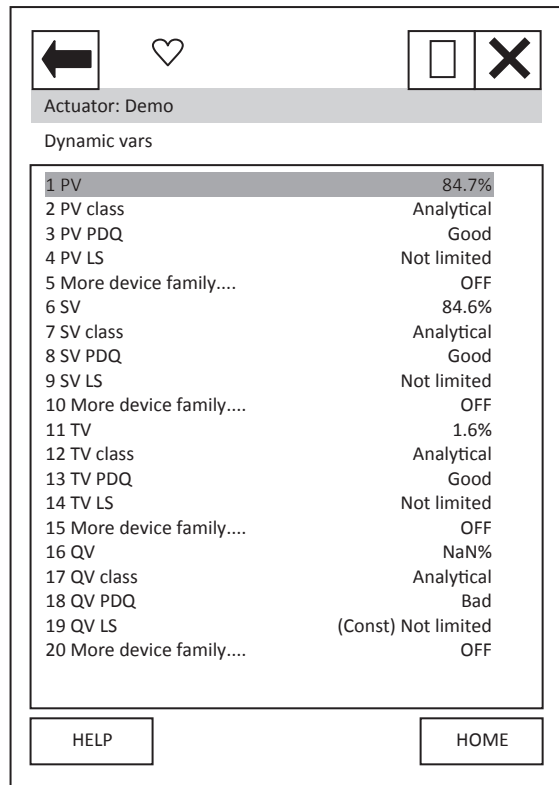 Actuator: Demo
Dynamic vars
1 PV 84.7%
2 PV class Analytical
3 PV PDQ Good
4 PV LS Not limited
5 More device family.... OFF
6 SV 84.6%
7 SV class Analytical
8 SV PDQ Good
9 SV LS Not limited
10 More device family.... OFF
11 TV 1.6%
12 TV class Analytical
13 TV PDQ Good
14 TV LS Not limited
15 More device family.... OFF
16 QV NaN%
17 QV class Analytical
18 QV PDQ Bad
19 QV LS (Const) Not limited
20 More device family.... OFF
HELP HOME